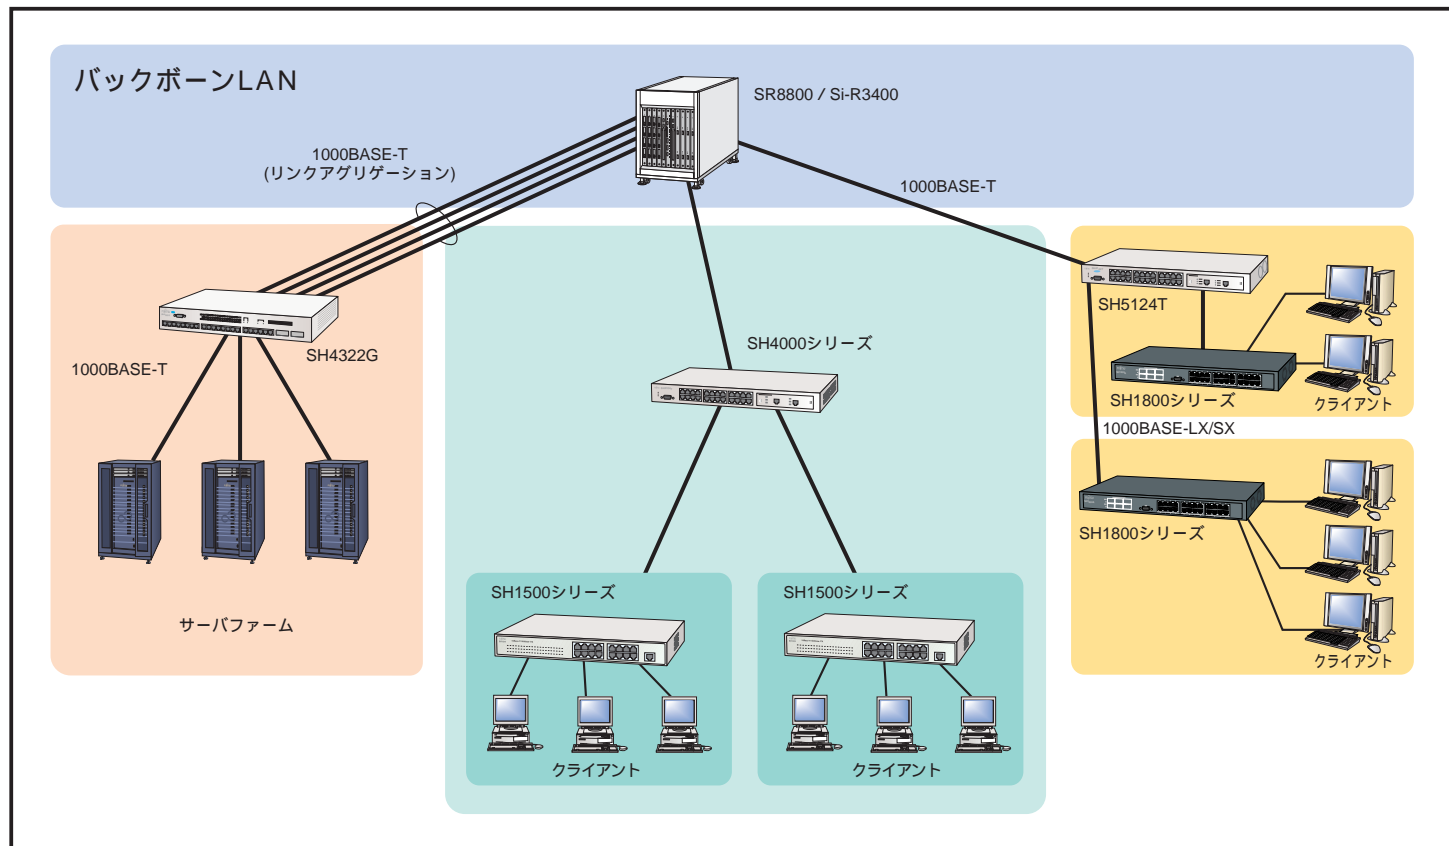 バックボーンLAN
SR8800 / Si-R3400
1000BASE-T
(リンクアグリゲーション)
1000BASE-T
SH4322G
1000BASE-T
サーバファーム
SH4000シリーズ
SH1500シリーズ
クライアント
SH1500シリーズ
クライアント
SH5124T
SH1800シリーズ
クライアント
1000BASE-LX/SX
SH1800シリーズ
クライアント